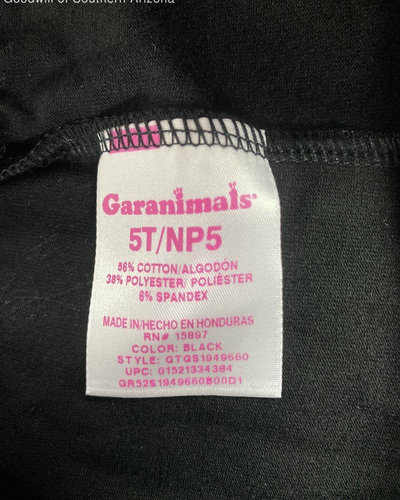 Goodwill of Southern Arizona
Garanimals®
5T/NP5
56% COTTON/ALGODÓN
38% POLYESTER/ POLIÉSTER
6% SPANDEX
MADE IN/HECHO EN HONDURAS
RN# 15897
COLOR: BLACK
STYLE: GTGS1949660
UPC: 01521334384
GR52S1949660B00D1